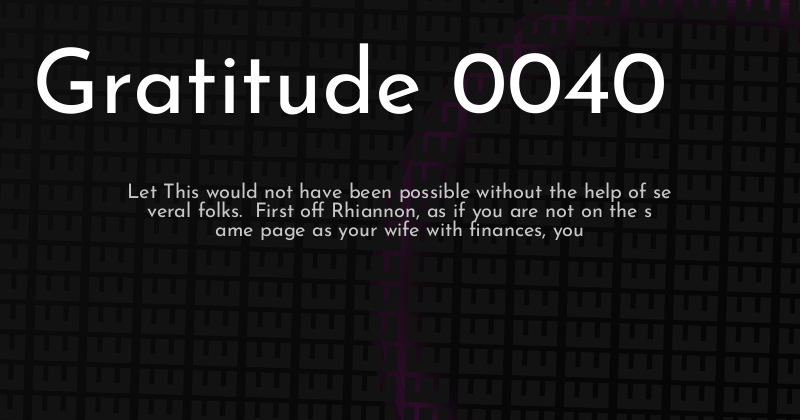 Gratitude 0040
Let This would not have been possible without the help of se
veral folks.  First off Rhiannon, as if you are not on the s
ame page as your wife with finances, you